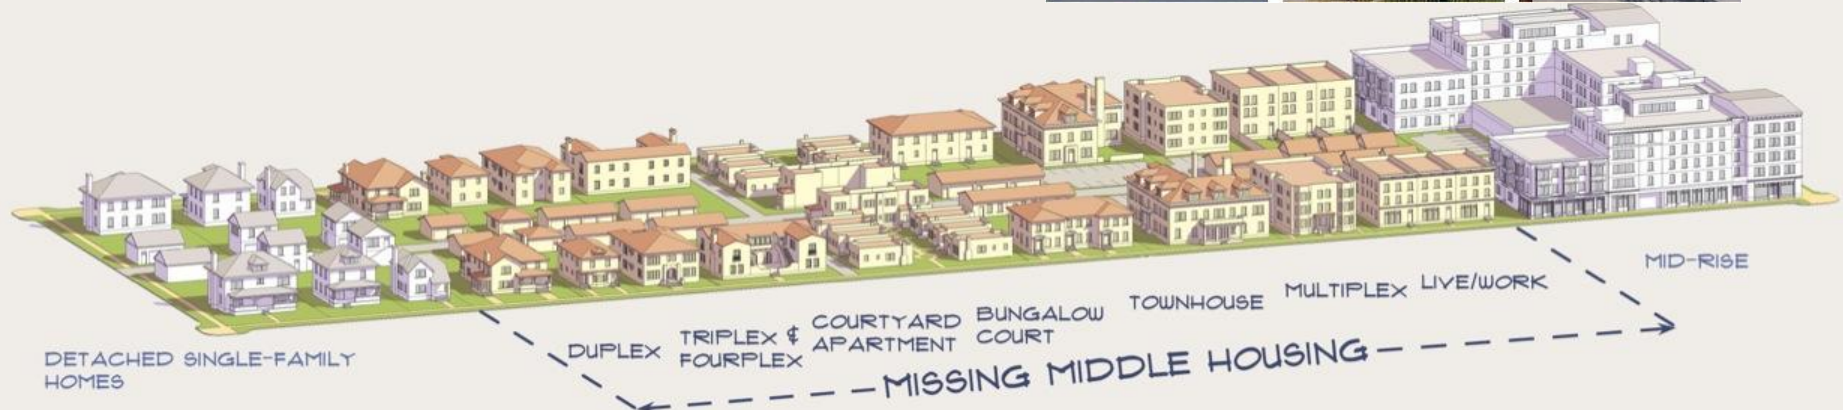 DETACHED SINGLE-FAMILY
HOMES
DUPLEX
TRIPLEX &
FOURPLEX
COURTYARD
APARTMENT
BUNGALOW
COURT
TOWNHOUSE
MULTIPLEX
LIVE/WORK
MISSING MIDDLE HOUSING
MID-RISE